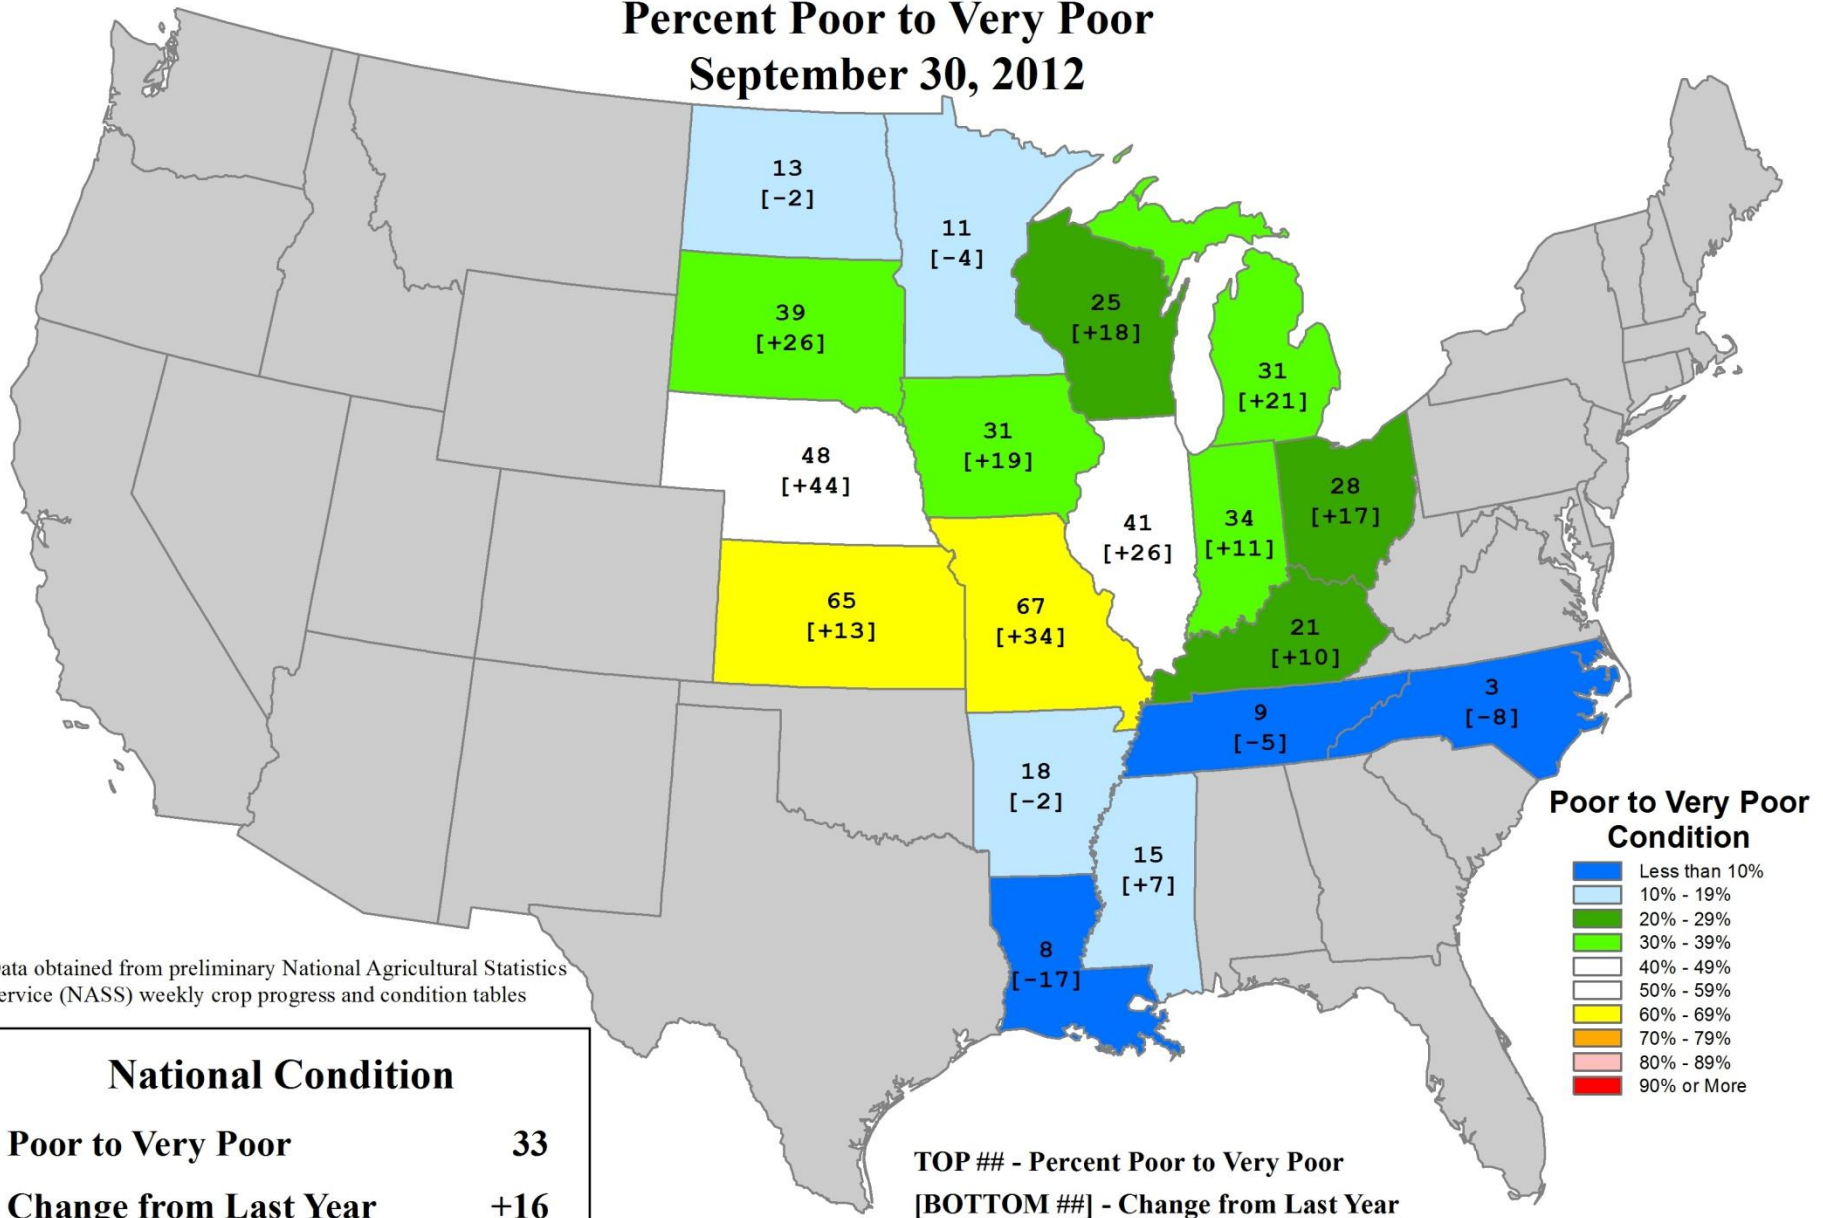 Percent Poor to Very Poor
September 30, 2012
13
[-2]
11
[-4]
39
[+26]
25
[+18]
31
[+21]
31
[+19]
48
[+44]
28
[+17]
41
[+26]
34
[+11]
65
[+13]
67
[+34]
21
[+10]
3
[-8]
9
[-5]
18
[-2]
15
[+7]
8
[-17]
Poor to Very Poor
Condition
Less than 10%
10% - 19%
20% - 29%
30% - 39%
40% - 49%
50% - 59%
60% - 69%
70% - 79%
80% - 89%
90% or More
ata obtained from preliminary National Agricultural Statistics
ervice (NASS) weekly crop progress and condition tables
National Condition
Poor to Very Poor 33
Change from Last Year +16
TOP ## - Percent Poor to Very Poor
[BOTTOM ##] - Change from Last Year